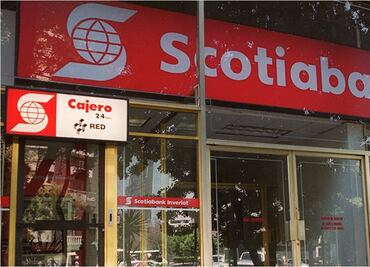 Scotiaba
Cajero
24
RED
Scotiabank Inverlat